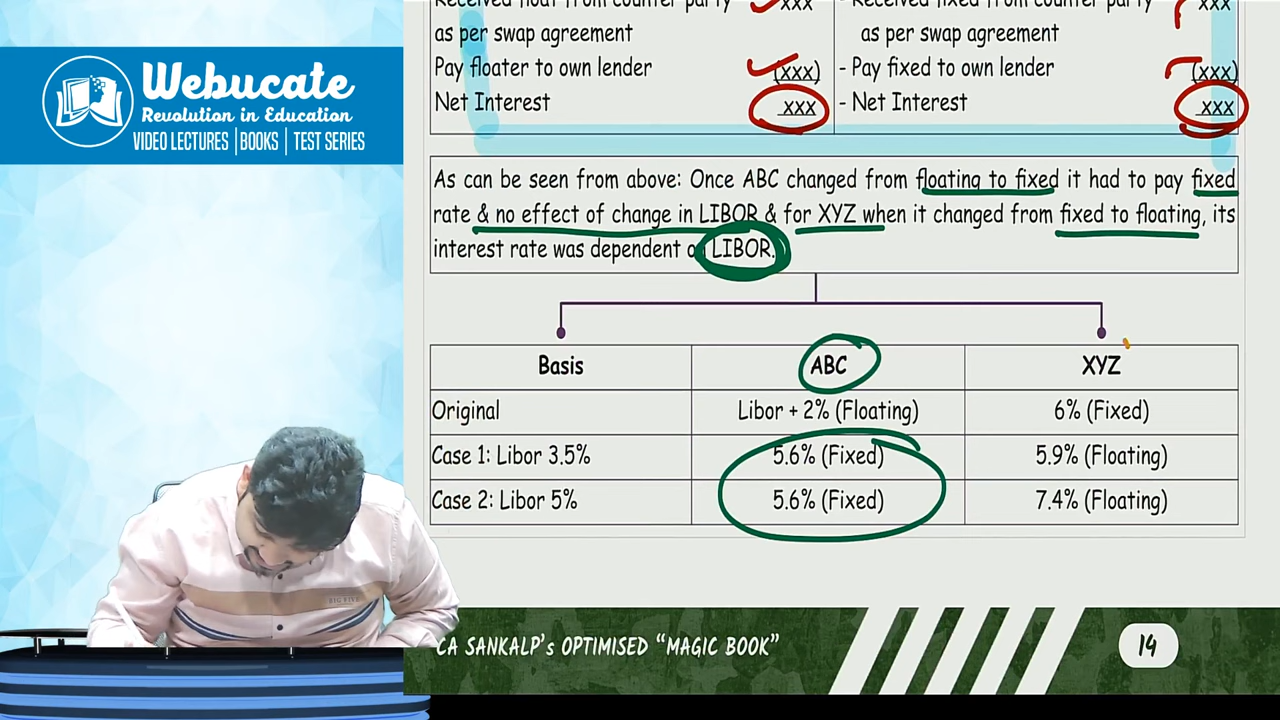 Webucate
Revolution in Education
VIDEO LECTURES | BOOKS | TEST SERIES
Received float from counter party xxx
as per swap agreement
Pay floater to own lender (xxx)
Net Interest xxx
- Received fixed from counter party xxx
as per swap agreement
- Pay fixed to own lender (xxx)
- Net Interest xxx
As can be seen from above: Once ABC changed from floating to fixed it had to pay fixed
rate & no effect of change in LIBOR & for XYZ when it changed from fixed to floating, its
interest rate was dependent on LIBOR.
Basis ABC XYZ
Original Libor + 2% (Floating) 6% (Fixed)
Case 1: Libor 3.5% 5.6% (Fixed) 5.9% (Floating)
Case 2: Libor 5% 5.6% (Fixed) 7.4% (Floating)
CA SANKALP's OPTIMISED "MAGIC BOOK"
14